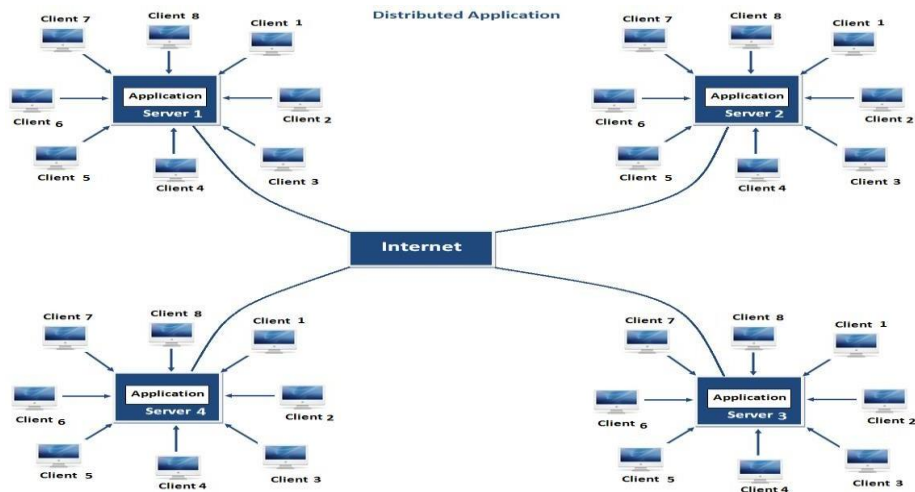 Distributed Application
Client 7
Client 8
Client 1
Client 6
Application
Server 1
Client 2
Client 5
Client 4
Client 3
Client 7
Client 8
Client 1
Client 6
Application
Server 2
Client 2
Client 5
Client 4
Client 3
Internet
Client 7
Client 8
Client 1
Client 6
Application
Server 4
Client 2
Client 5
Client 4
Client 3
Client 7
Client 8
Client 1
Client 6
Application
Server 3
Client 2
Client 5
Client 4
Client 3